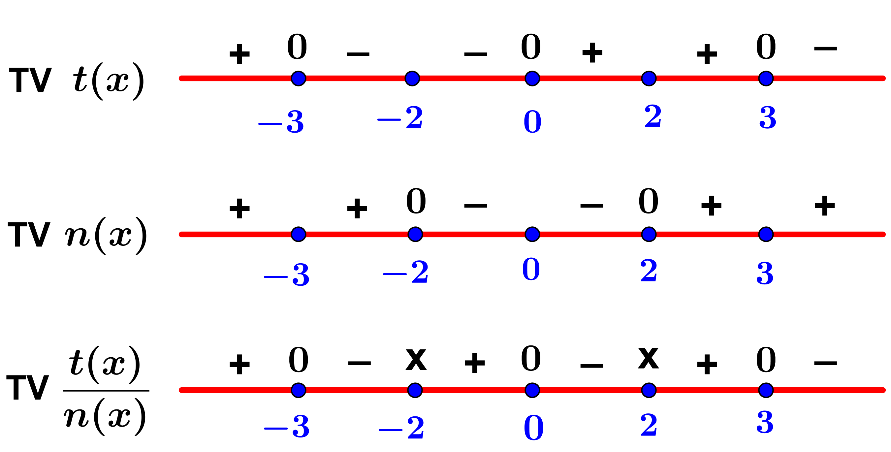 + 0 − − 0 + + 0 −
TV t(x)
−3 −2 0 2 3
+ + 0 − − 0 + +
TV n(x)
−3 −2 0 2 3
+ 0 − x + 0 − x + 0 −
TV t(x)/n(x)
−3 −2 0 2 3